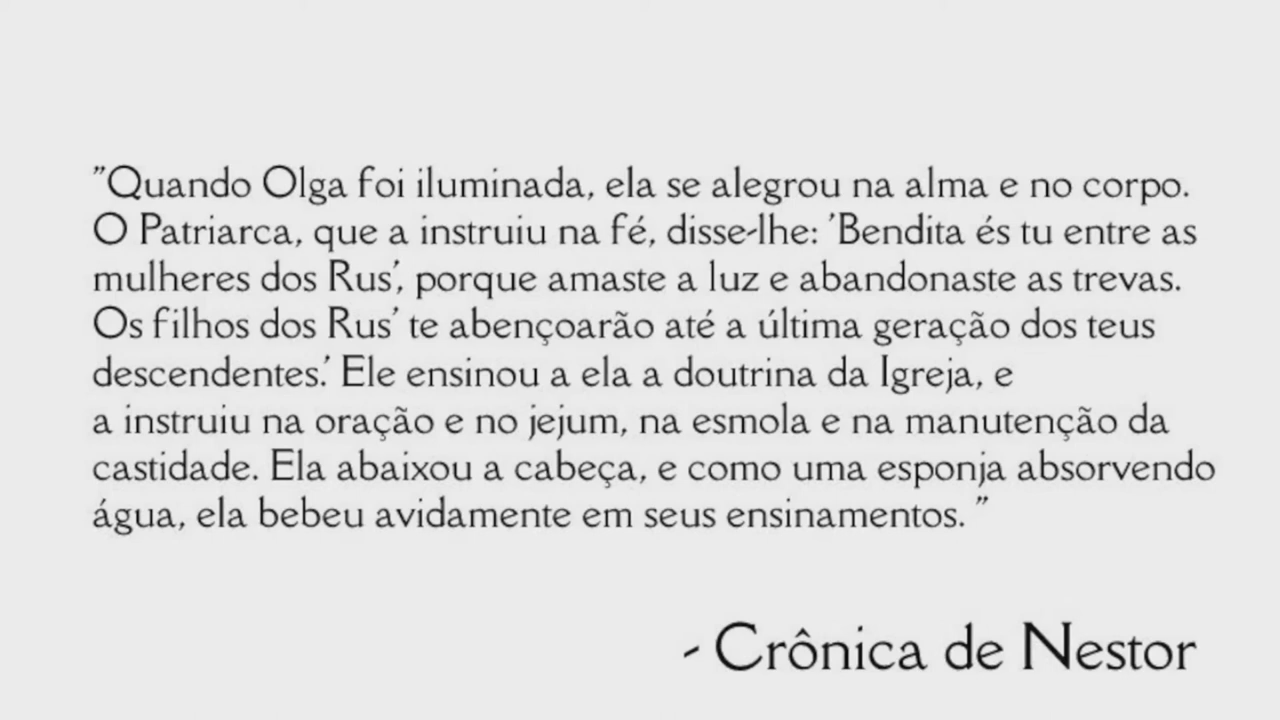 "Quando Olga foi iluminada, ela se alegrou na alma e no corpo.
O Patriarca, que a instruiu na fé, disse-lhe: 'Bendita és tu entre as
mulheres dos Rus', porque amaste a luz e abandonaste as trevas.
Os filhos dos Rus' te abençoarão até a última geração dos teus
descendentes.' Ele ensinou a ela a doutrina da Igreja, e
a instruiu na oração e no jejum, na esmola e na manutenção da
castidade. Ela abaixou a cabeça, e como uma esponja absorvendo
água, ela bebeu avidamente em seus ensinamentos. "
- Crônica de Nestor